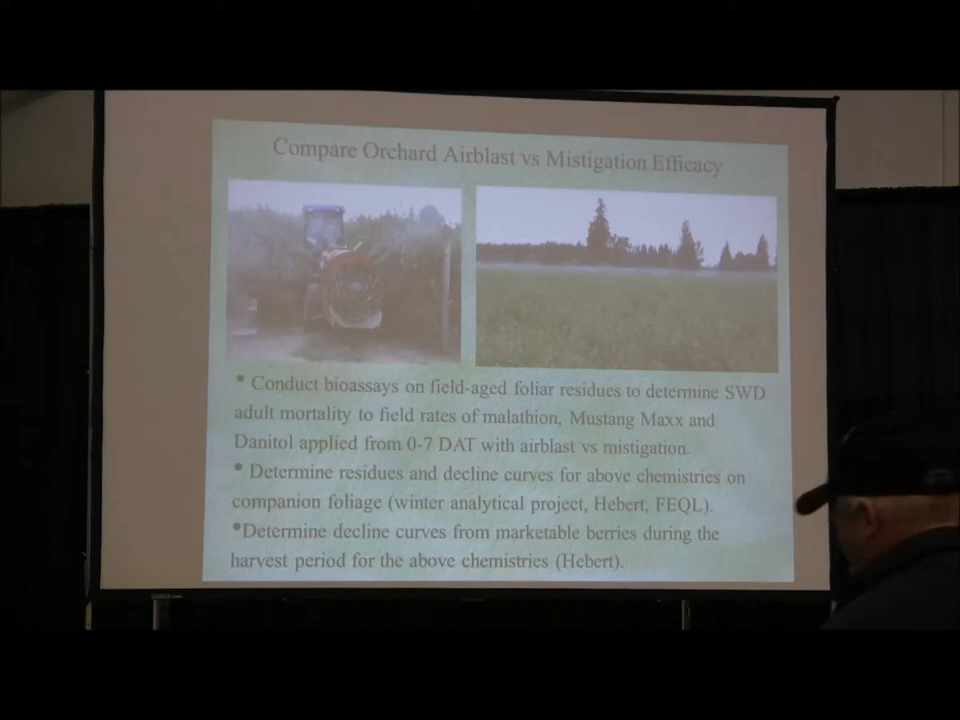 Compare Orchard Airblast vs Mistigation Efficacy
• Conduct bioassays on field-aged foliar residues to determine SWD
adult mortality to field rates of malathion, Mustang Maxx and
Danitol applied from 0-7 DAT with airblast vs mistigation.
• Determine residues and decline curves for above chemistries on
companion foliage (winter analytical project, Hebert, FEQL).
•Determine decline curves from marketable berries during the
harvest period for the above chemistries (Hebert).